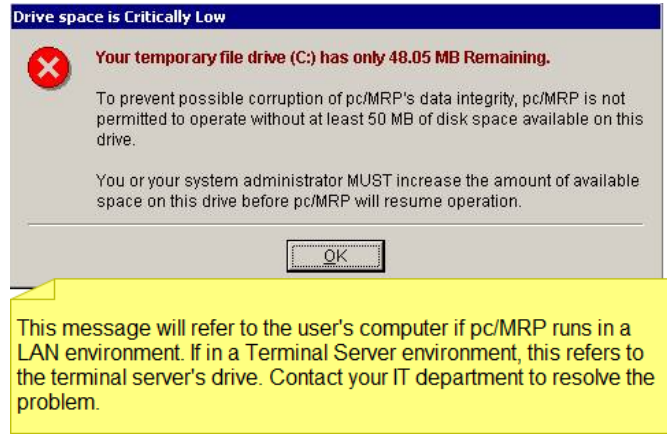 Drive space is Critically Low
Your temporary file drive (C:) has only 48.05 MB Remaining.
To prevent possible corruption of pc/MRP's data integrity, pc/MRP is not
permitted to operate without at least 50 MB of disk space available on this
drive.
You or your system administrator MUST increase the amount of available
space on this drive before pc/MRP will resume operation.
OK
This message will refer to the user's computer if pc/MRP runs in a
LAN environment. If in a Terminal Server environment, this refers to
the terminal server's drive. Contact your IT department to resolve the
problem.